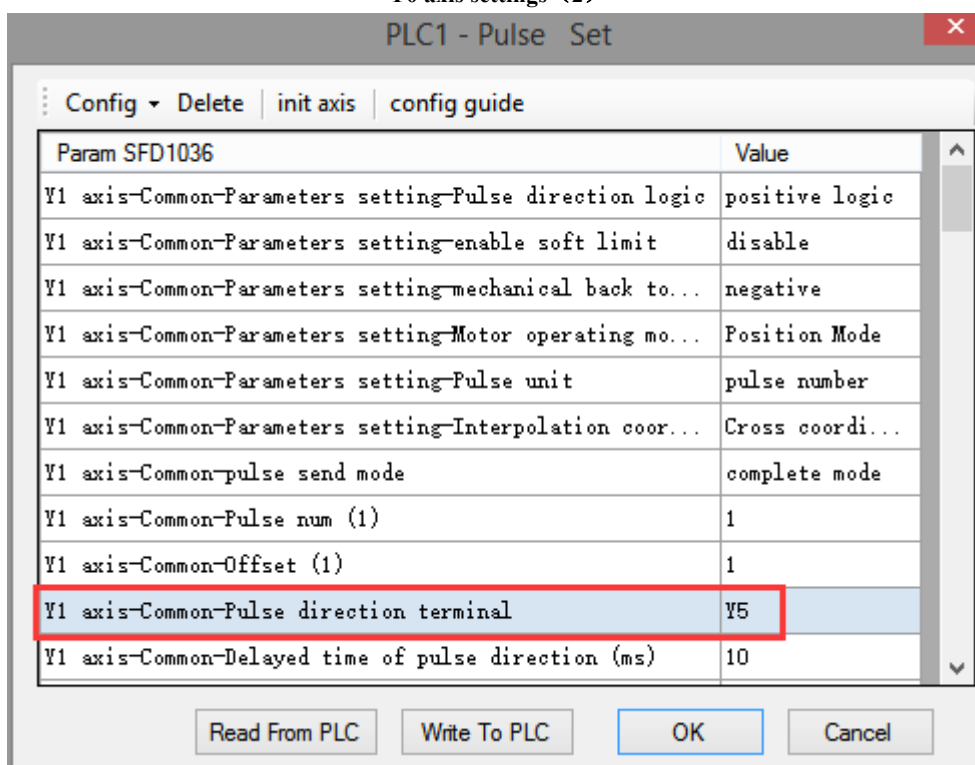 Y0 axis settings (2)
PLC1 - Pulse Set
Config Delete init axis config guide
Param SFD1036 Value
Y1 axis-Common-Parameters setting-Pulse direction logic positive logic
Y1 axis-Common-Parameters setting-enable soft limit disable
Y1 axis-Common-Parameters setting-mechanical back to... negative
Y1 axis-Common-Parameters setting-Motor operating mo... Position Mode
Y1 axis-Common-Parameters setting-Pulse unit pulse number
Y1 axis-Common-Parameters setting-Interpolation coor... Cross coordi...
Y1 axis-Common-pulse send mode complete mode
Y1 axis-Common-Pulse num (1) 1
Y1 axis-Common-Offset (1) 1
Y1 axis-Common-Pulse direction terminal Y5
Y1 axis-Common-Delayed time of pulse direction (ms) 10
Read From PLC Write To PLC OK Cancel